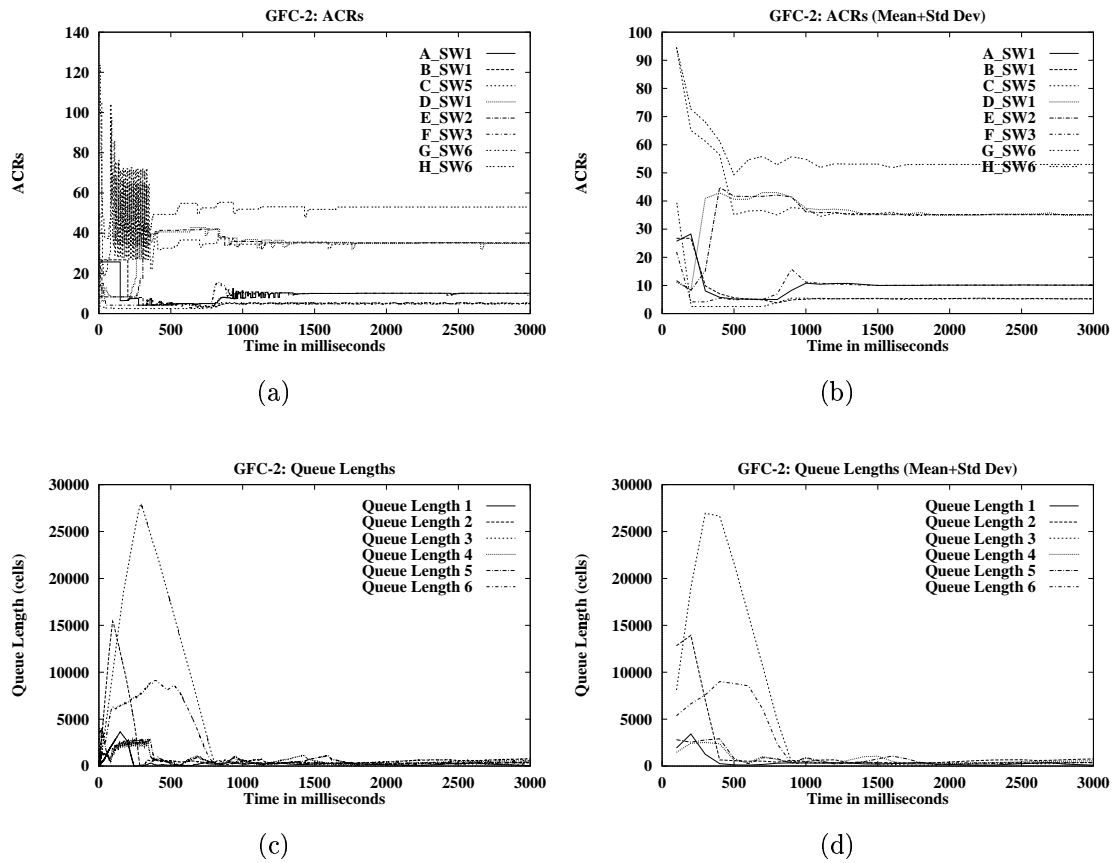 GFC-2: ACRs
140
120
100
80
60
40
20
0
ACRs
A_SW1
B_SW1
C_SW5
D_SW1
E_SW2
F_SW3
G_SW6
H_SW6
0 500 1000 1500 2000 2500 3000
Time in milliseconds
(a)
GFC-2: ACRs (Mean+Std Dev)
100
90
80
70
60
50
40
30
20
10
0
ACRs
A_SW1
B_SW1
C_SW5
D_SW1
E_SW2
F_SW3
G_SW6
H_SW6
0 500 1000 1500 2000 2500 3000
Time in milliseconds
(b)
GFC-2: Queue Lengths
30000
25000
20000
15000
10000
5000
0
Queue Length (cells)
Queue Length 1
Queue Length 2
Queue Length 3
Queue Length 4
Queue Length 5
Queue Length 6
0 500 1000 1500 2000 2500 3000
Time in milliseconds
(c)
GFC-2: Queue Lengths (Mean+Std Dev)
30000
25000
20000
15000
10000
5000
0
Queue Length (cells)
Queue Length 1
Queue Length 2
Queue Length 3
Queue Length 4
Queue Length 5
Queue Length 6
0 500 1000 1500 2000 2500 3000
Time in milliseconds
(d)